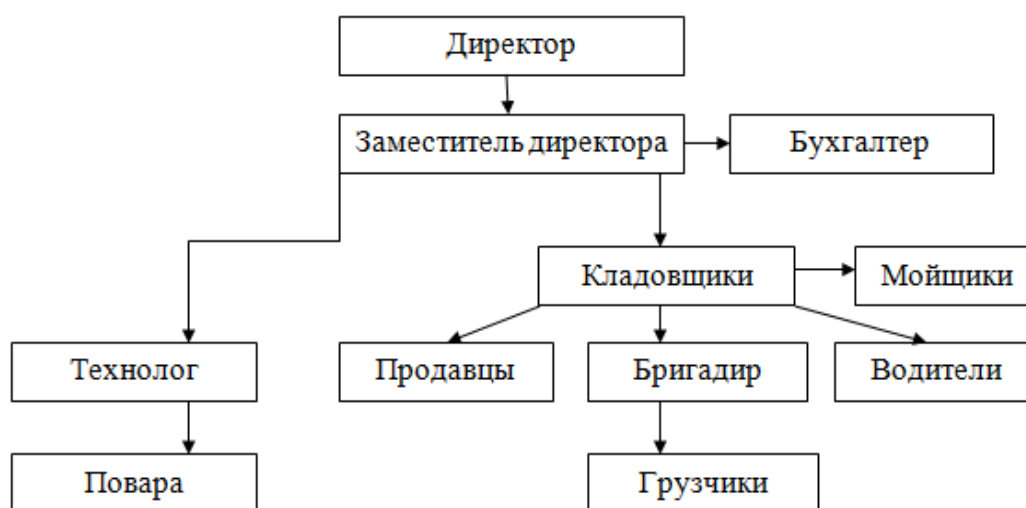 Директор
Заместитель директора
Бухгалтер
Кладовщики
Мойщики
Технолог
Продавцы
Бригадир
Водители
Повара
Грузчики